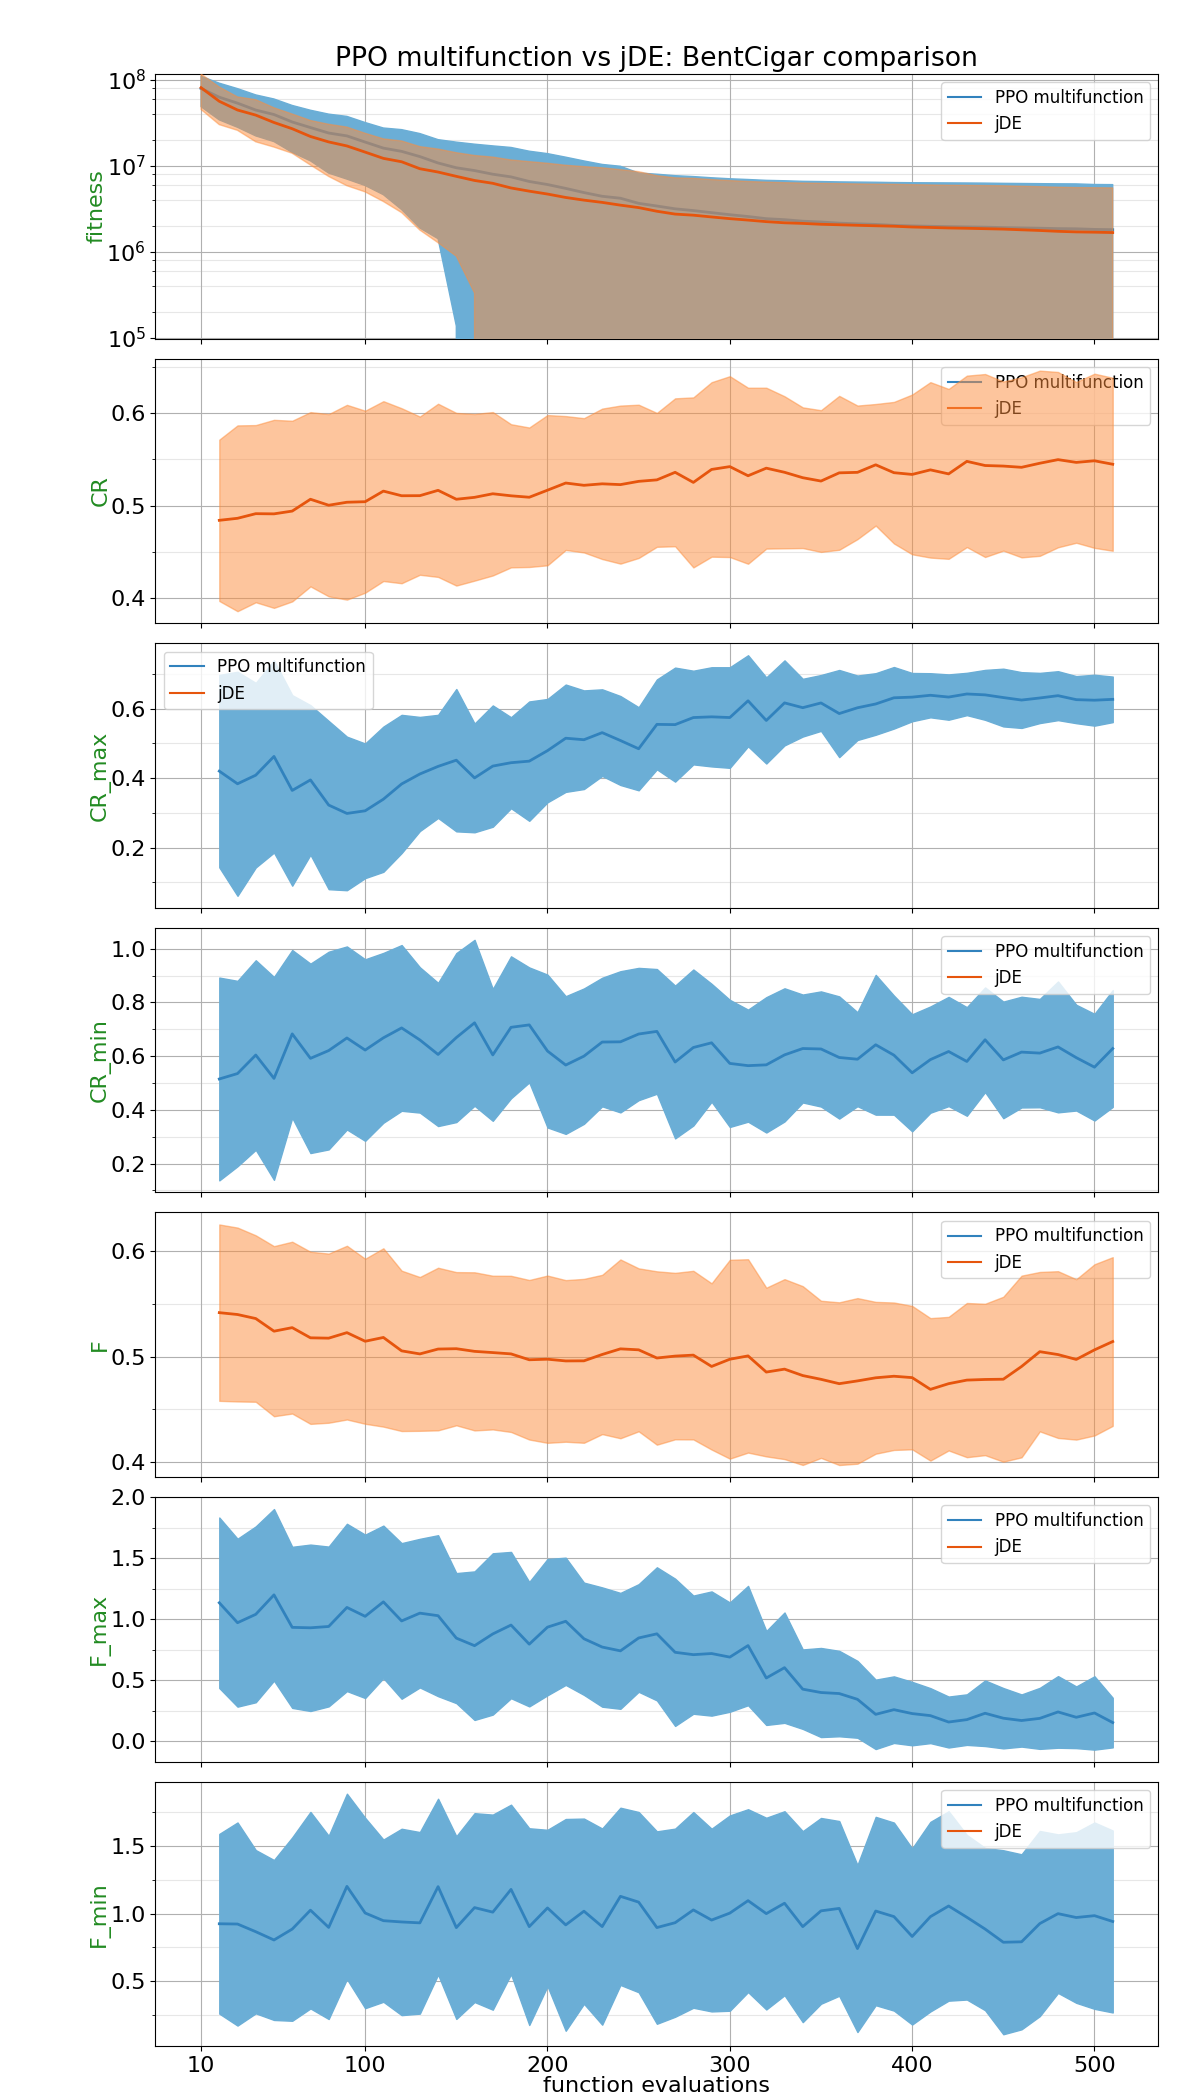 PPO multifunction vs jDE: BentCigar comparison
10^8
10^7
10^6
10^5
fitness
PPO multifunction
jDE
0.6
0.5
0.4
CR
PPO multifunction
jDE
0.6
0.4
0.2
CR_max
PPO multifunction
jDE
1.0
0.8
0.6
0.4
0.2
CR_min
PPO multifunction
jDE
0.6
0.5
0.4
F
PPO multifunction
jDE
2.0
1.5
1.0
0.5
0.0
F_max
PPO multifunction
jDE
1.5
1.0
0.5
F_min
PPO multifunction
jDE
10 100 200 300 400 500
function evaluations